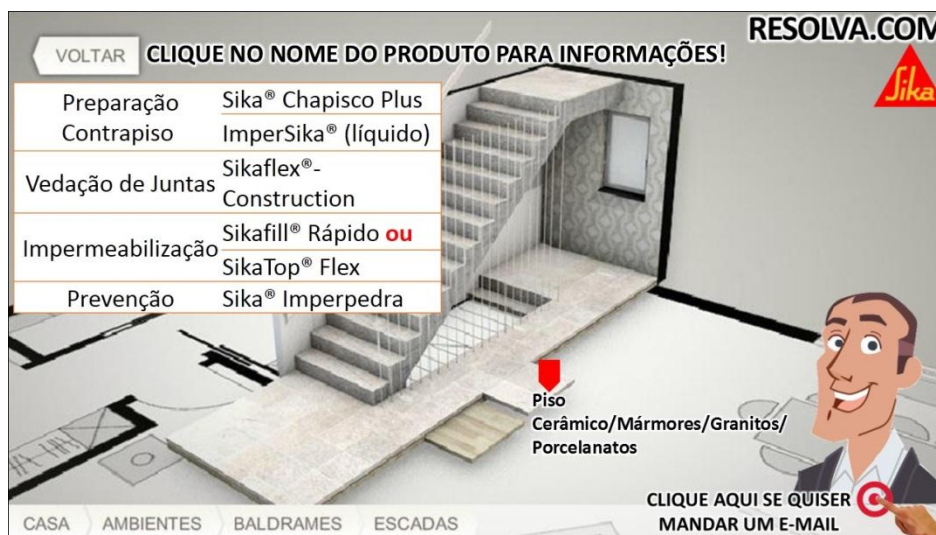 RESOLVA.COM
VOLTAR
CLIQUE NO NOME DO PRODUTO PARA INFORMAÇÕES!
Sika
Preparação
Contrapiso
Sika® Chapisco Plus
ImperSika® (líquido)
Vedação de Juntas
Sikaflex®-
Construction
Impermeabilização
Sikafill® Rápido ou
SikaTop® Flex
Prevenção
Sika® Imperpedra
Piso
Cerâmico/Mármores/Granitos/
Porcelanatos
CLIQUE AQUI SE QUISER
MANDAR UM E-MAIL
CASA
AMBIENTES
BALDRAMES
ESCADAS